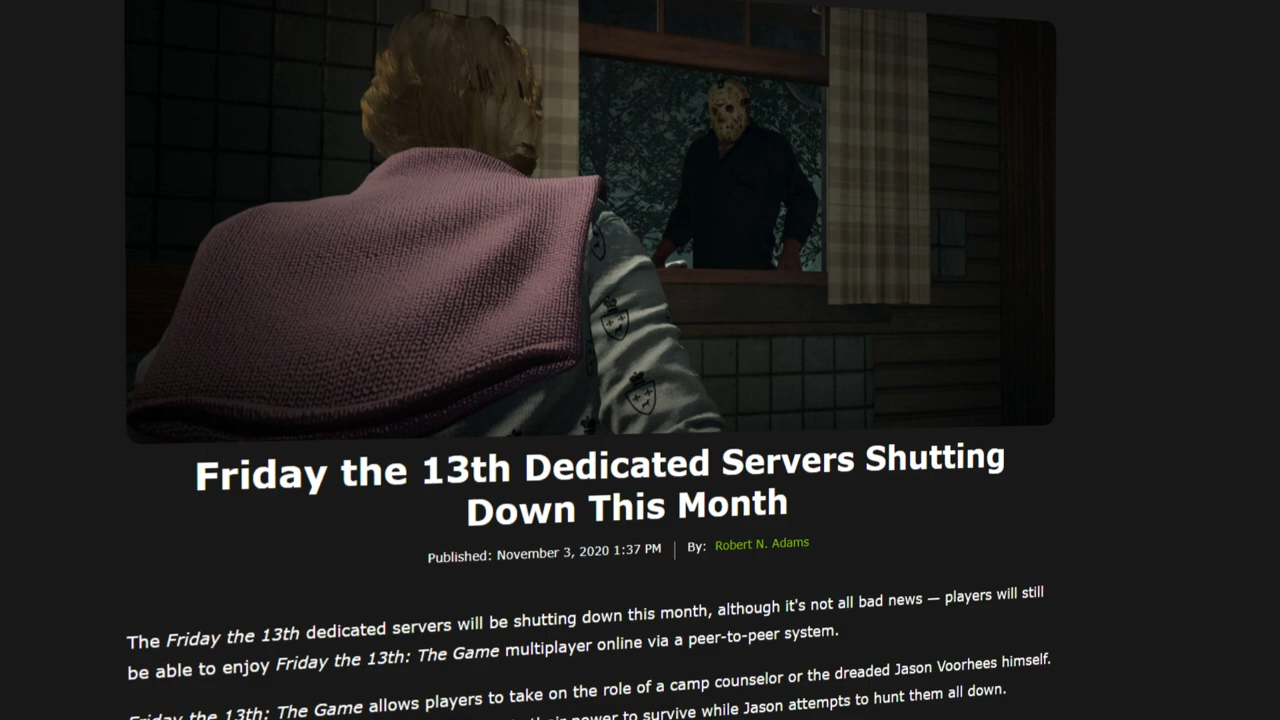 Friday the 13th Dedicated Servers Shutting
Down This Month
Published: November 3, 2020 1:37 PM | By: Robert N. Adams
The Friday the 13th dedicated servers will be shutting down this month, although it's not all bad news — players will still
be able to enjoy Friday the 13th: The Game multiplayer online via a peer-to-peer system.
Friday the 13th: The Game allows players to take on the role of a camp counselor or the dreaded Jason Voorhees himself.
their power to survive while Jason attempts to hunt them all down.